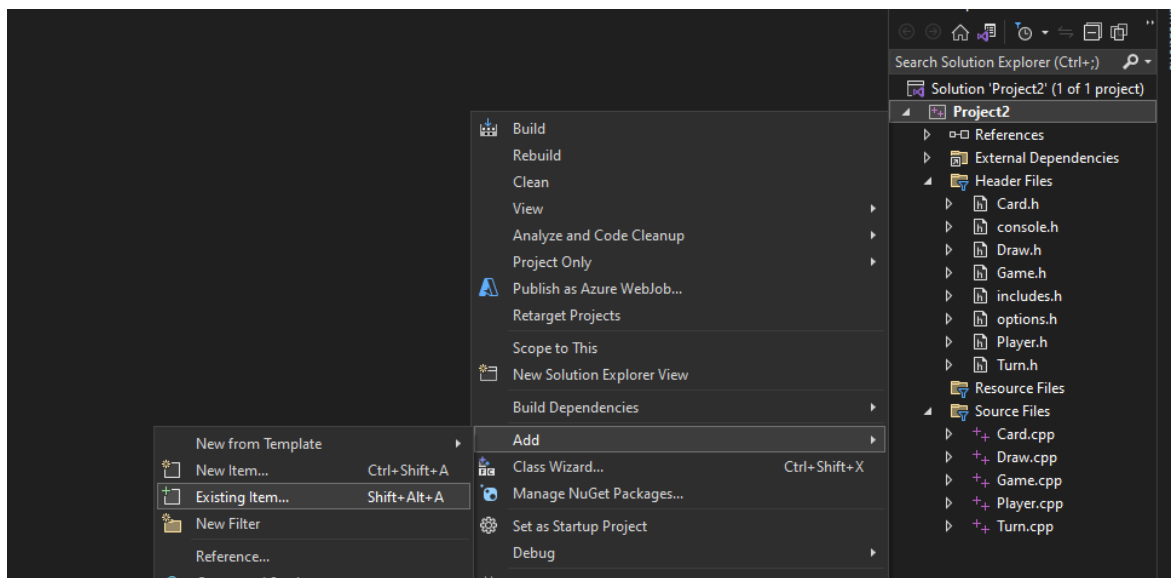 Search Solution Explorer (Ctrl+;)
Solution 'Project2' (1 of 1 project)
Project2
References
External Dependencies
Header Files
Card.h
console.h
Draw.h
Game.h
includes.h
options.h
Player.h
Turn.h
Resource Files
Source Files
Card.cpp
Draw.cpp
Game.cpp
Player.cpp
Turn.cpp
Build
Rebuild
Clean
View
Analyze and Code Cleanup
Project Only
Publish as Azure WebJob...
Retarget Projects
Scope to This
New Solution Explorer View
Build Dependencies
Add
Class Wizard... Ctrl+Shift+X
Manage NuGet Packages...
Set as Startup Project
Debug
New from Template
New Item... Ctrl+Shift+A
Existing Item... Shift+Alt+A
New Filter
Reference...